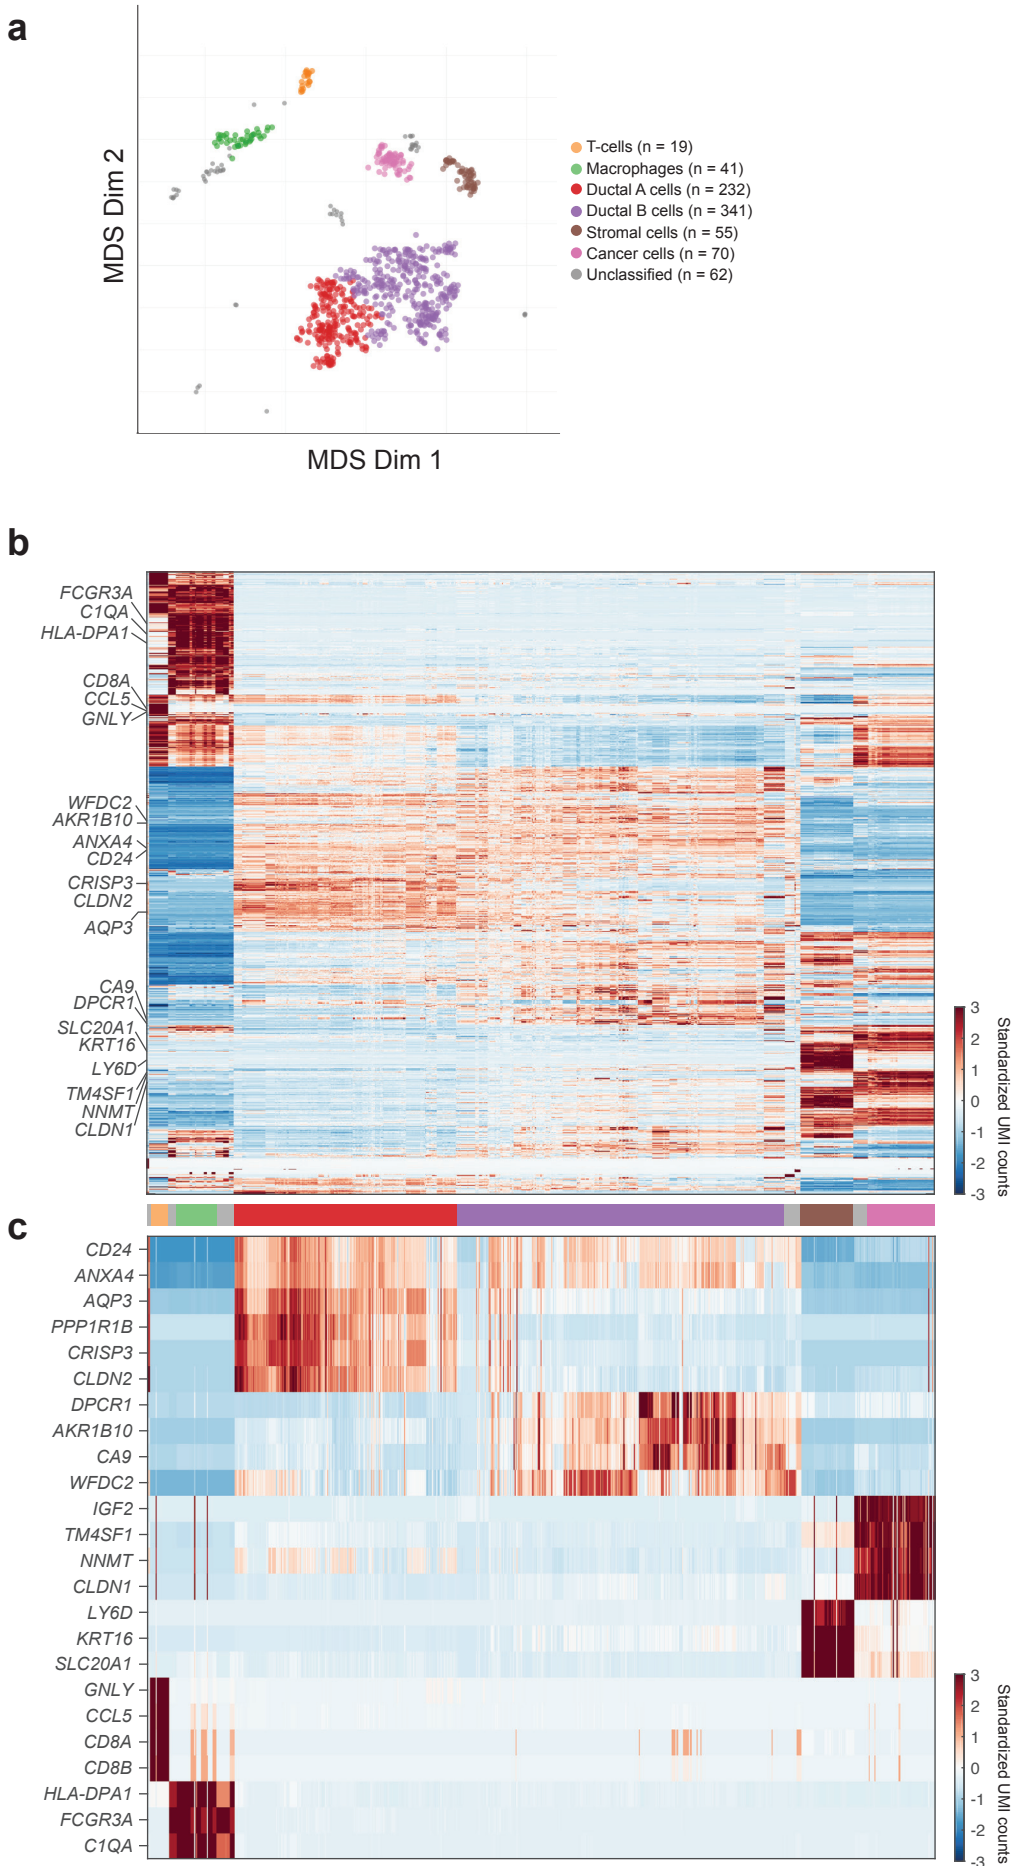 a
MDS Dim 2
MDS Dim 1
T-cells (n = 19)
Macrophages (n = 41)
Ductal A cells (n = 232)
Ductal B cells (n = 341)
Stromal cells (n = 55)
Cancer cells (n = 70)
Unclassified (n = 62)
b
FCGR3A
C1QA
HLA-DPA1
CD8A
CCL5
GNLY
WFDC2
AKR1B10
ANXA4
CD24
CRISP3
CLDN2
AQP3
CA9
DPCR1
SLC20A1
KRT16
LY6D
TM4SF1
NNMT
CLDN1
3
2
1
0
-1
-2
-3
Standardized UMI counts
c
CD24
ANXA4
AQP3
PPP1R1B
CRISP3
CLDN2
DPCR1
AKR1B10
CA9
WFDC2
IGF2
TM4SF1
NNMT
CLDN1
LY6D
KRT16
SLC20A1
GNLY
CCL5
CD8A
CD8B
HLA-DPA1
FCGR3A
C1QA
3
2
1
0
-1
-2
-3
Standardized UMI counts